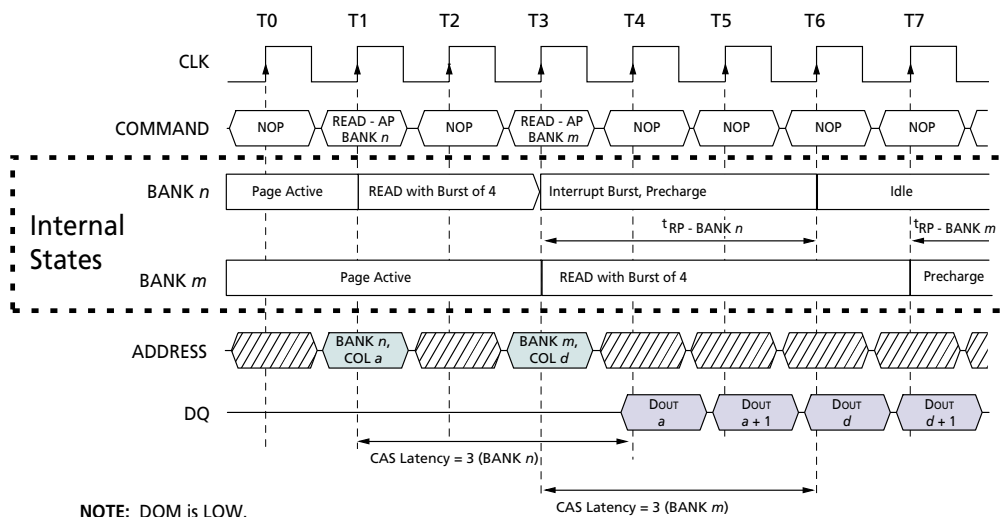 T0 T1 T2 T3 T4 T5 T6 T7
CLK
COMMAND NOP READ - AP BANK n NOP READ - AP BANK m NOP NOP NOP NOP
BANK n Page Active READ with Burst of 4 Interrupt Burst, Precharge Idle
Internal States
tRP - BANK n tRP - BANK m
BANK m Page Active READ with Burst of 4 Precharge
ADDRESS BANK n, COL a BANK m, COL d
DQ DOUT a DOUT a + 1 DOUT d DOUT d + 1
CAS Latency = 3 (BANK n)
CAS Latency = 3 (BANK m)
NOTE: DQM is LOW.